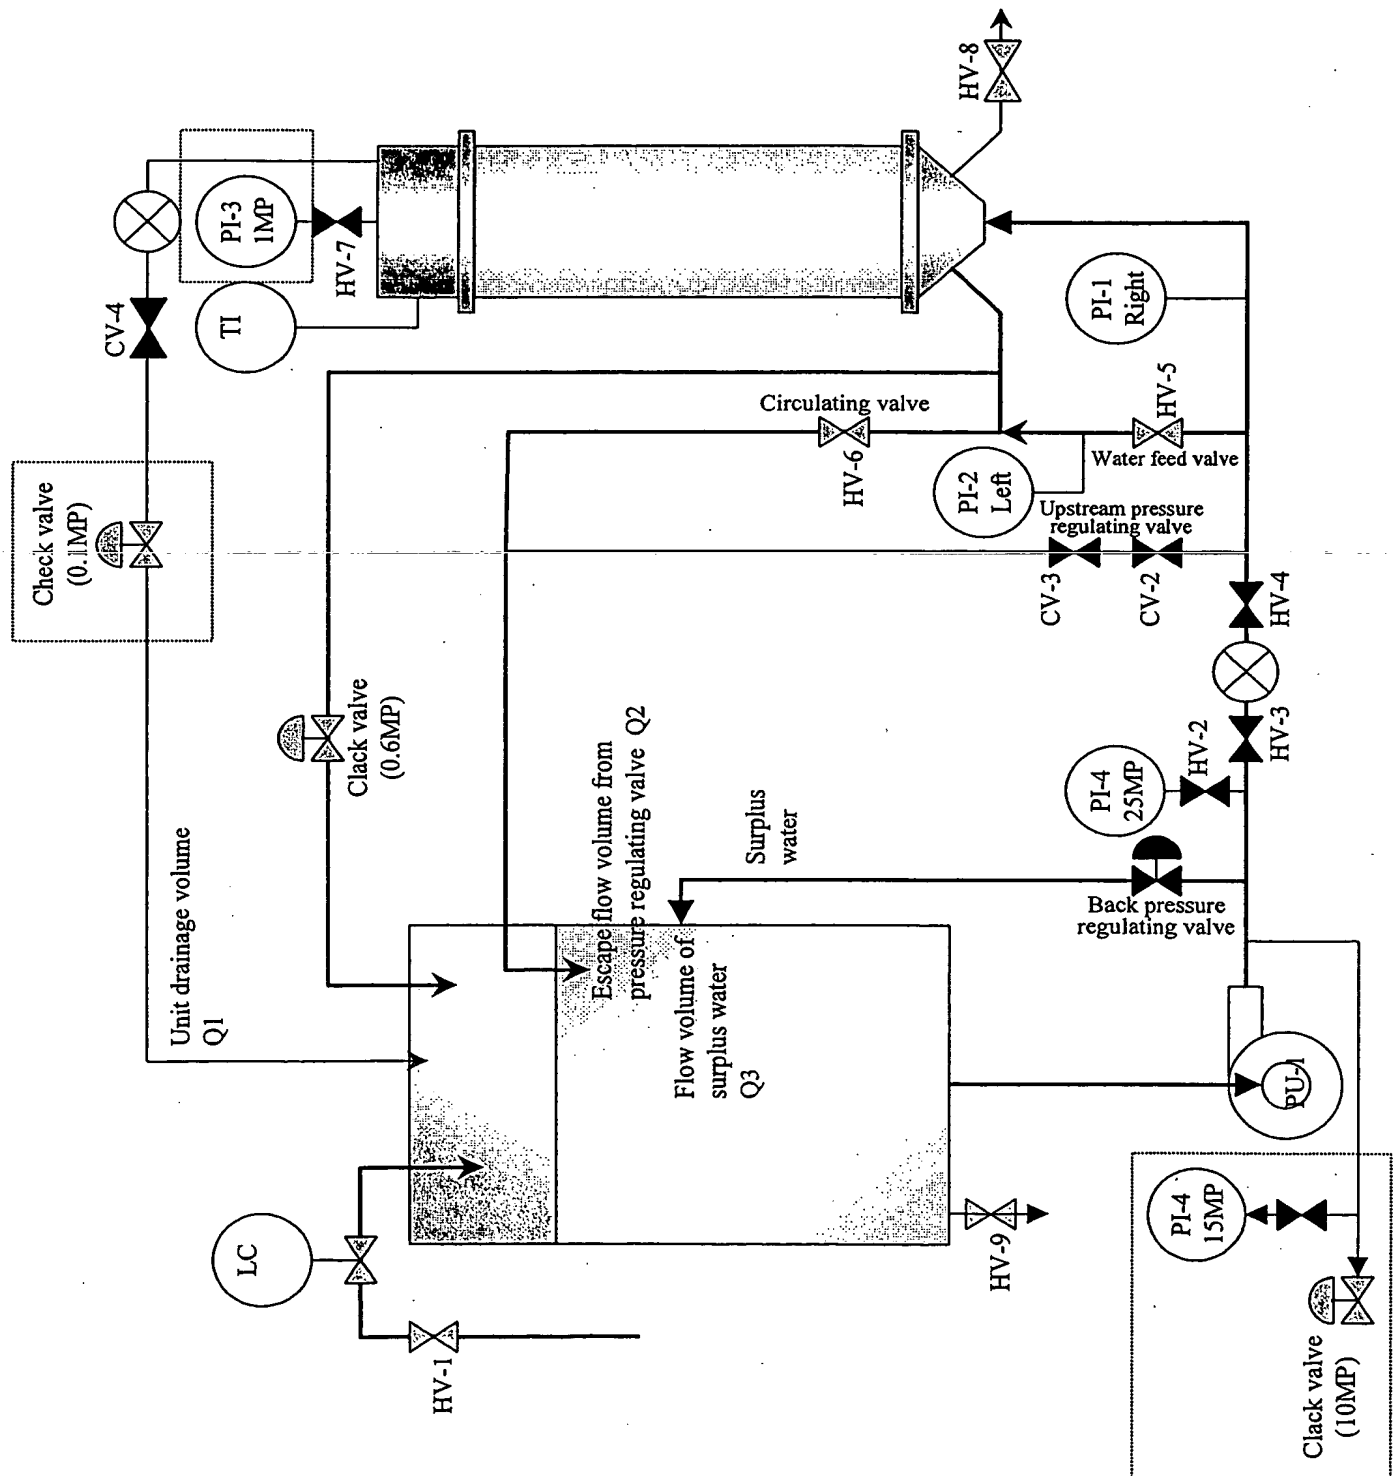 HV-8
PI-3
1MP
HV-7
TI
CV-4
PI-1
Right
HV-5
Circulating valve
HV-6
Water feed valve
PI-2
Left
Upstream pressure
regulating valve
CV-3
CV-2
HV-4
Check valve
(0.1MP)
Clack valve
(0.6MP)
HV-3
HV-2
PI-4
25MP
Escape flow volume from
pressure regulating valve Q2
Surplus
water
Back pressure
regulating valve
Unit drainage volume
Q1
Flow volume of
surplus water
Q3
PU-1
LC
HV-1
HV-9
PI-4
15MP
Clack valve
(10MP)